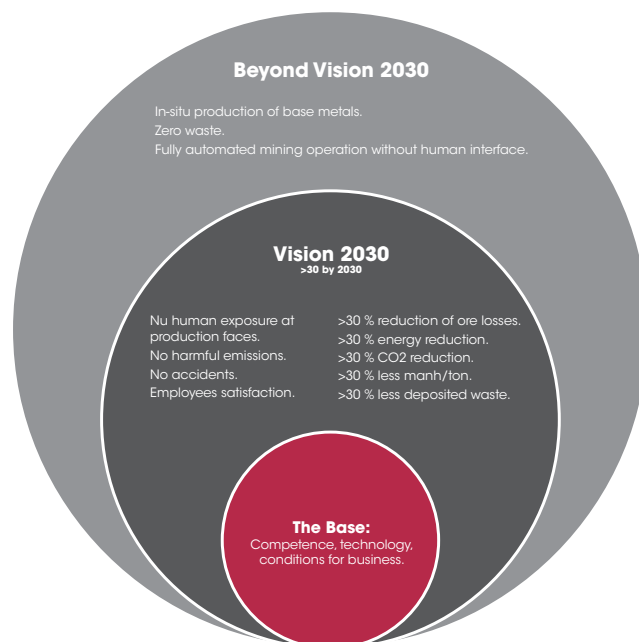 Beyond Vision 2030
In-situ production of base metals.
Zero waste.
Fully automated mining operation without human interface.
Vision 2030
>30 by 2030
Nu human exposure at
production faces.
No harmful emissions.
No accidents.
Employees satisfaction.
>30 % reduction of ore losses.
>30 % energy reduction.
>30 % CO2 reduction.
>30 % less manh/ton.
>30 % less deposited waste.
The Base:
Competence, technology,
conditions for business.